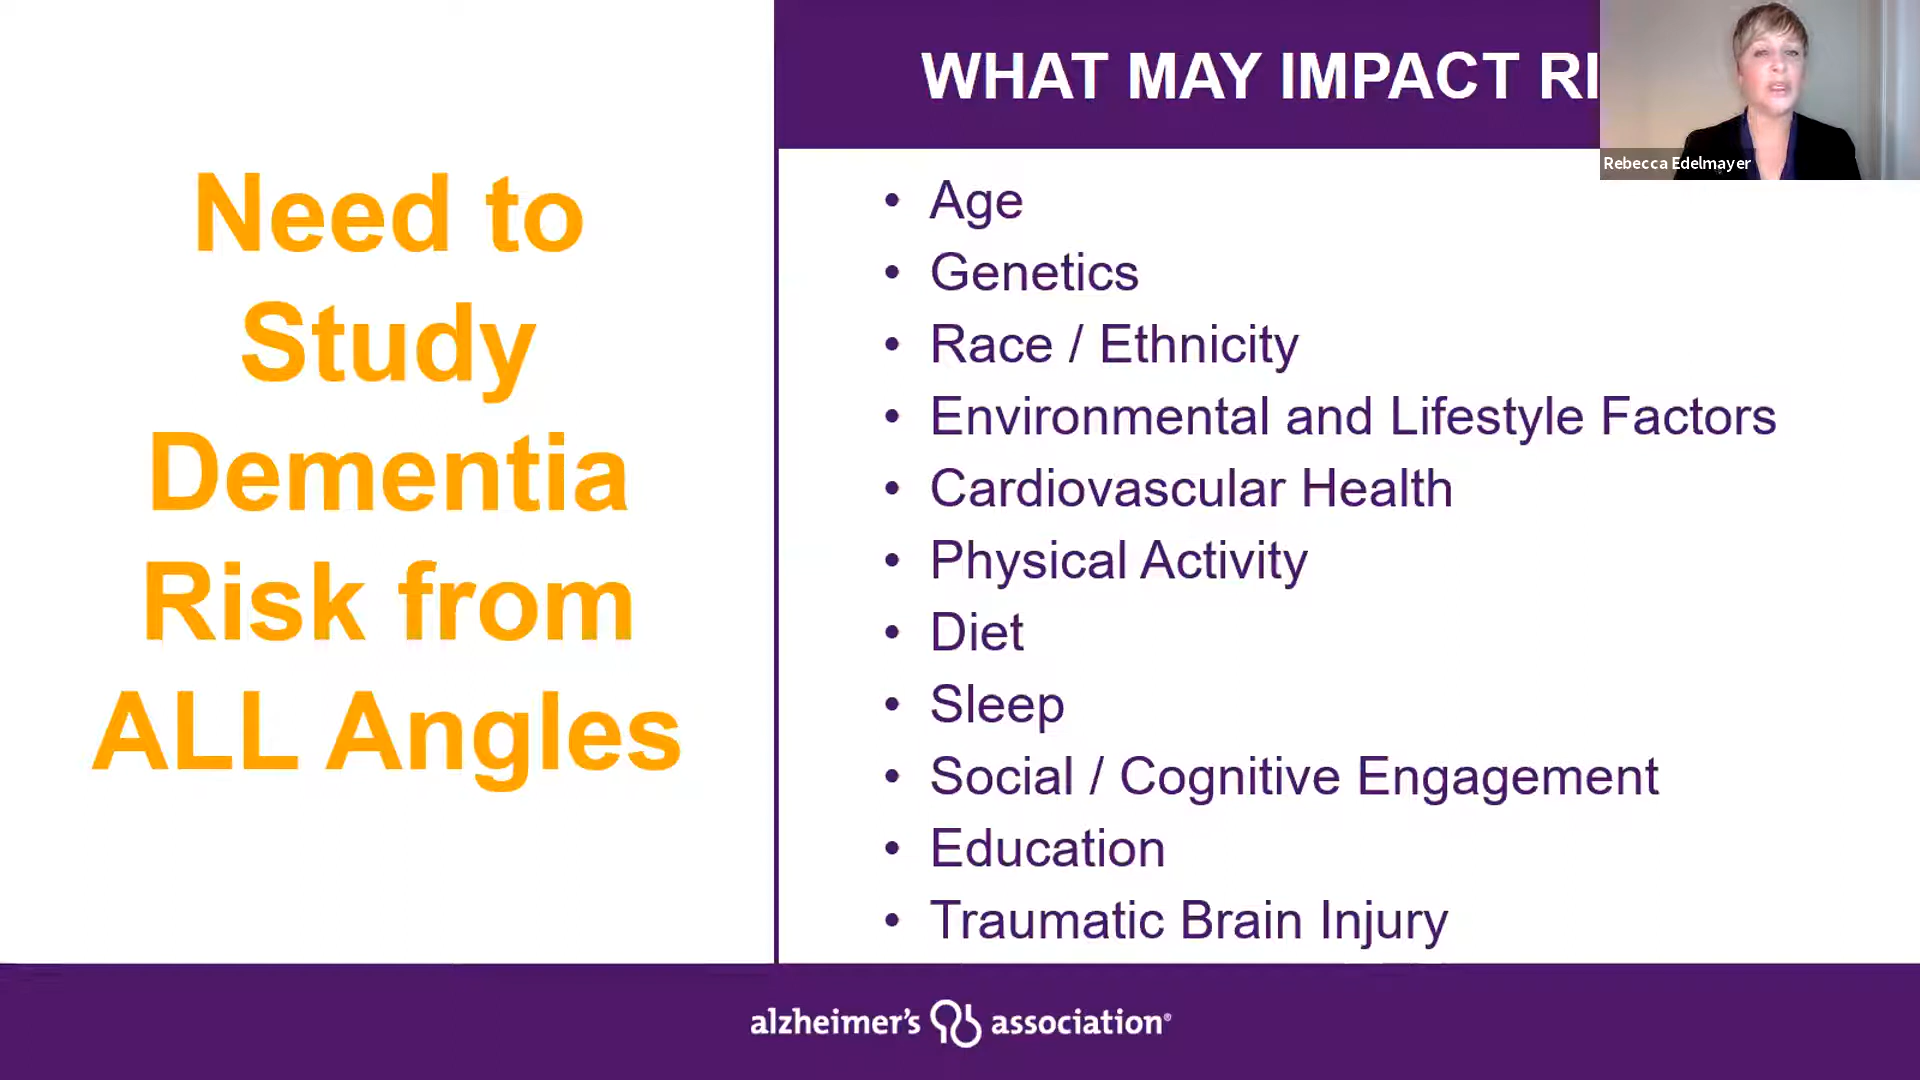 Need to
Study
Dementia
Risk from
ALL Angles
WHAT MAY IMPACT RI
Rebecca Edelmayer
• Age
• Genetics
• Race / Ethnicity
• Environmental and Lifestyle Factors
• Cardiovascular Health
• Physical Activity
• Diet
• Sleep
• Social / Cognitive Engagement
• Education
• Traumatic Brain Injury
alzheimer's association®